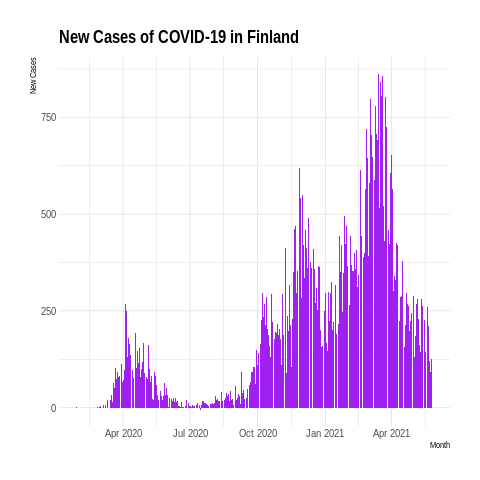 New Cases of COVID-19 in Finland
New Cases
750
500
250
0
Apr 2020 Jul 2020 Oct 2020 Jan 2021 Apr 2021
Month